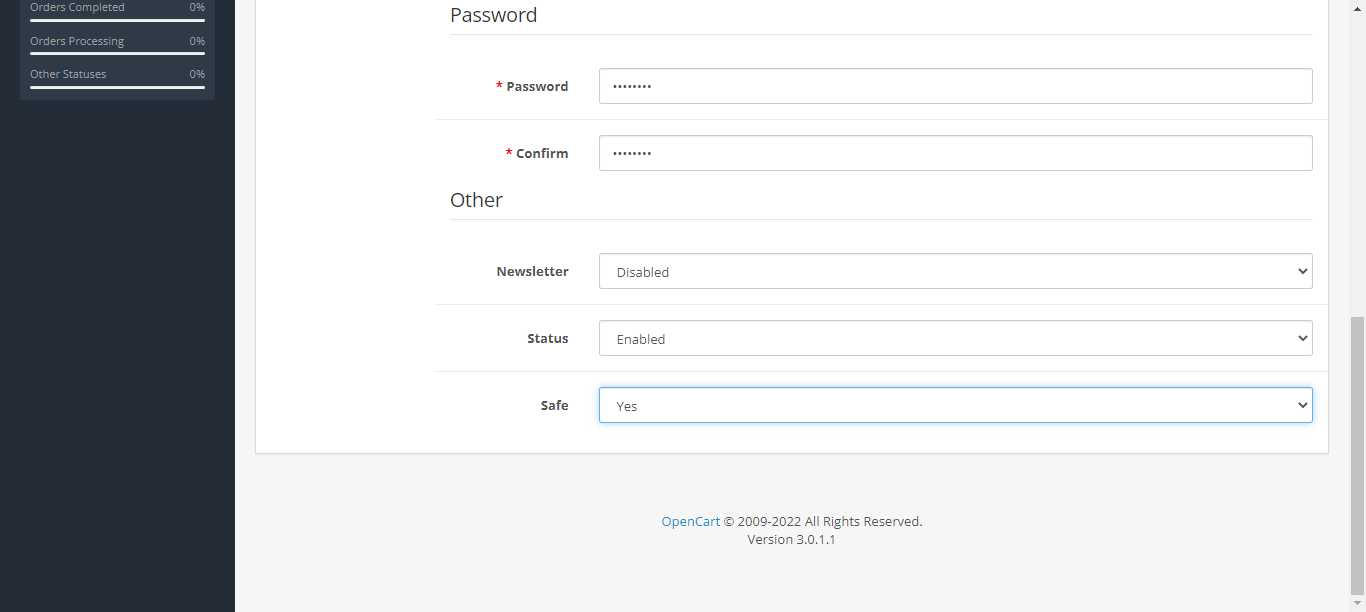 Orders Completed 0%
Orders Processing 0%
Other Statuses 0%
Password
* Password ••••••••
* Confirm ••••••••
Other
Newsletter Disabled
Status Enabled
Safe Yes
OpenCart © 2009-2022 All Rights Reserved.
Version 3.0.1.1